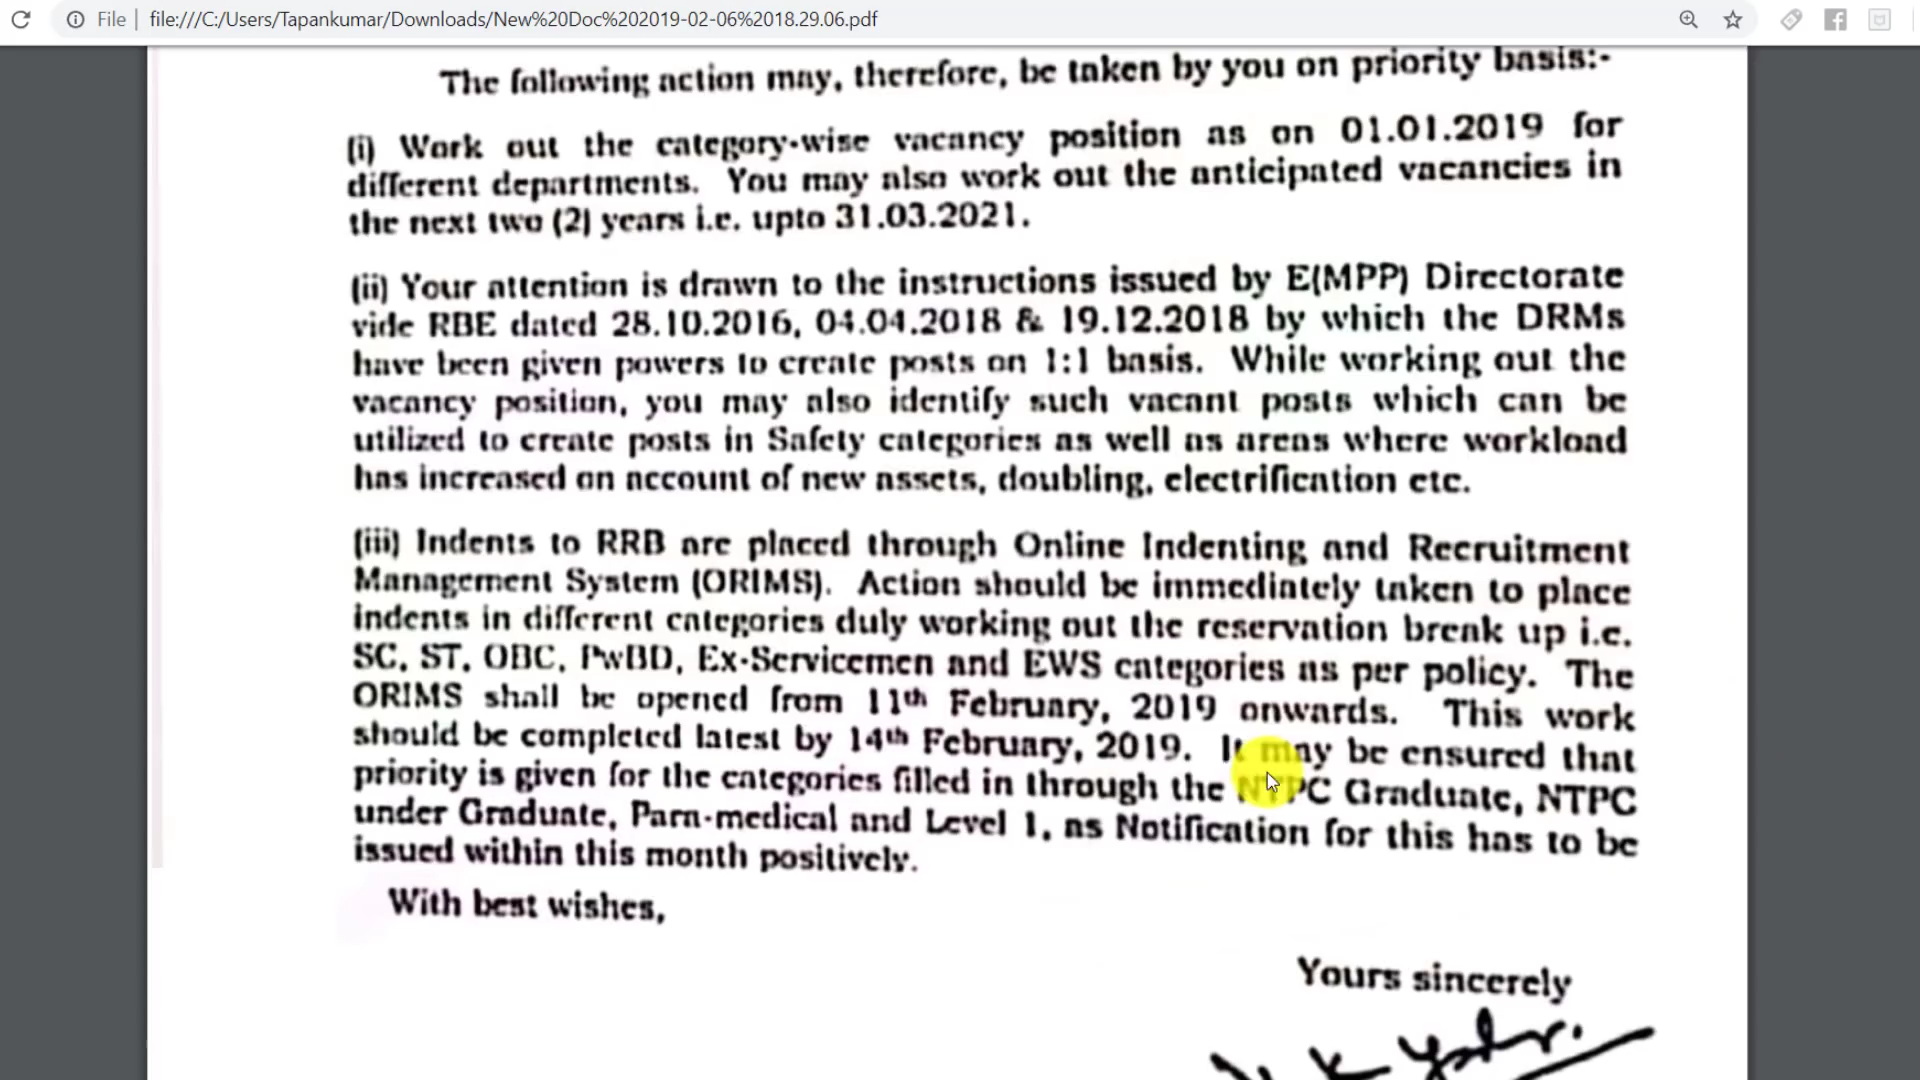 File | file:///C:/Users/Tapankumar/Downloads/New%20Doc%202019-02-06%2018.29.06.pdf
The following action may, therefore, be taken by you on priority basis:-
(i) Work out the category-wise vacancy position as on 01.01.2019 for
different departments. You may also work out the anticipated vacancies in
the next two (2) years i.e. upto 31.03.2021.
(ii) Your attention is drawn to the instructions issued by E(MPP) Directorate
vide RBE dated 28.10.2016, 04.04.2018 & 19.12.2018 by which the DRMs
have been given powers to create posts on 1:1 basis. While working out the
vacancy position, you may also identify such vacant posts which can be
utilized to create posts in Safety categories as well as areas where workload
has increased on account of new assets, doubling, electrification etc.
(iii) Indents to RRB are placed through Online Indenting and Recruitment
Management System (ORIMS). Action should be immediately taken to place
indents in different categories duly working out the reservation break up i.e.
SC, ST, OBC, PwBD, Ex-Servicemen and EWS categories as per policy. The
ORIMS shall be opened from 11th February, 2019 onwards. This work
should be completed latest by 14th February, 2019. It may be ensured that
priority is given for the categories filled in through the NTPC Graduate, NTPC
under Graduate, Para-medical and Level 1, as Notification for this has to be
issued within this month positively.
With best wishes,
Yours sincerely